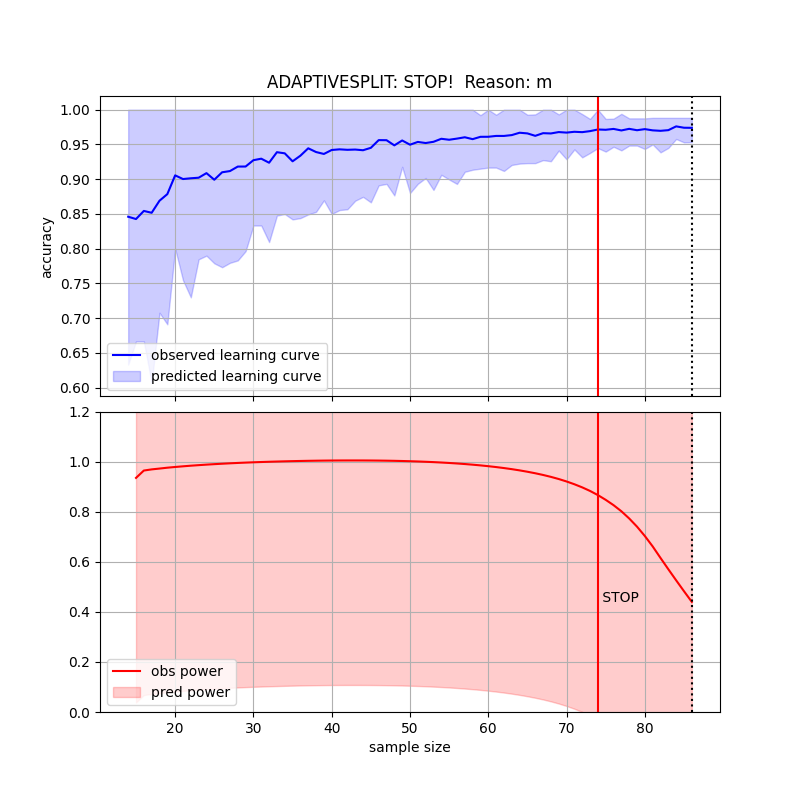 ADAPTIVESPLIT: STOP!  Reason: m
1.00
0.95
0.90
0.85
0.80
0.75
0.70
0.65
0.60
accuracy
observed learning curve
predicted learning curve
1.2
1.0
0.8
0.6
0.4
0.2
0.0
STOP
obs power
pred power
20 30 40 50 60 70 80
sample size